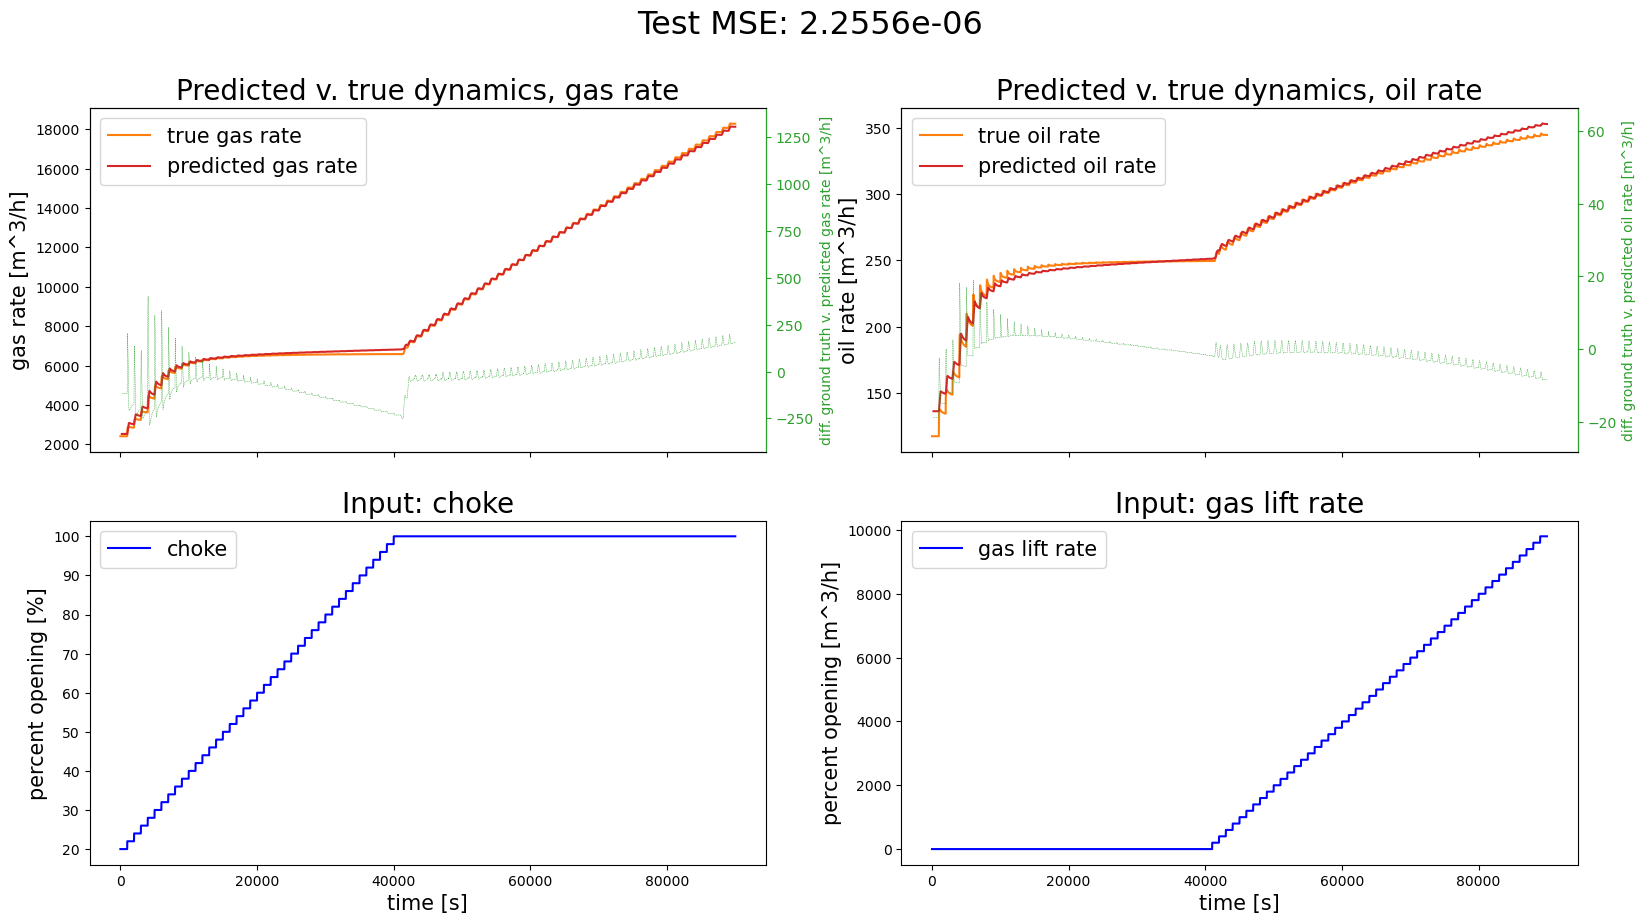 Test MSE: 2.2556e-06
Predicted v. true dynamics, gas rate
true gas rate
predicted gas rate
gas rate [m^3/h]
18000
16000
14000
12000
10000
8000
6000
4000
2000
1250
1000
750
500
250
0
−250
diff. ground truth v. predicted gas rate [m^3/h]
Predicted v. true dynamics, oil rate
true oil rate
predicted oil rate
oil rate [m^3/h]
350
300
250
200
150
60
40
20
0
−20
diff. ground truth v. predicted oil rate [m^3/h]
Input: choke
choke
percent opening [%]
100
90
80
70
60
50
40
30
20
0 20000 40000 60000 80000
time [s]
Input: gas lift rate
gas lift rate
percent opening [m^3/h]
10000
8000
6000
4000
2000
0
0 20000 40000 60000 80000
time [s]